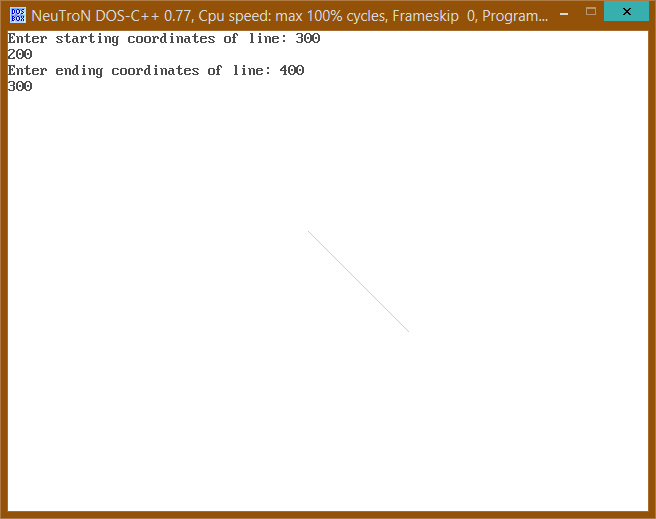 DOS
BOX
NeuTroN DOS-C++ 0.77, Cpu speed: max 100% cycles, Frameskip 0, Program...
Enter starting coordinates of line: 300
200
Enter ending coordinates of line: 400
300